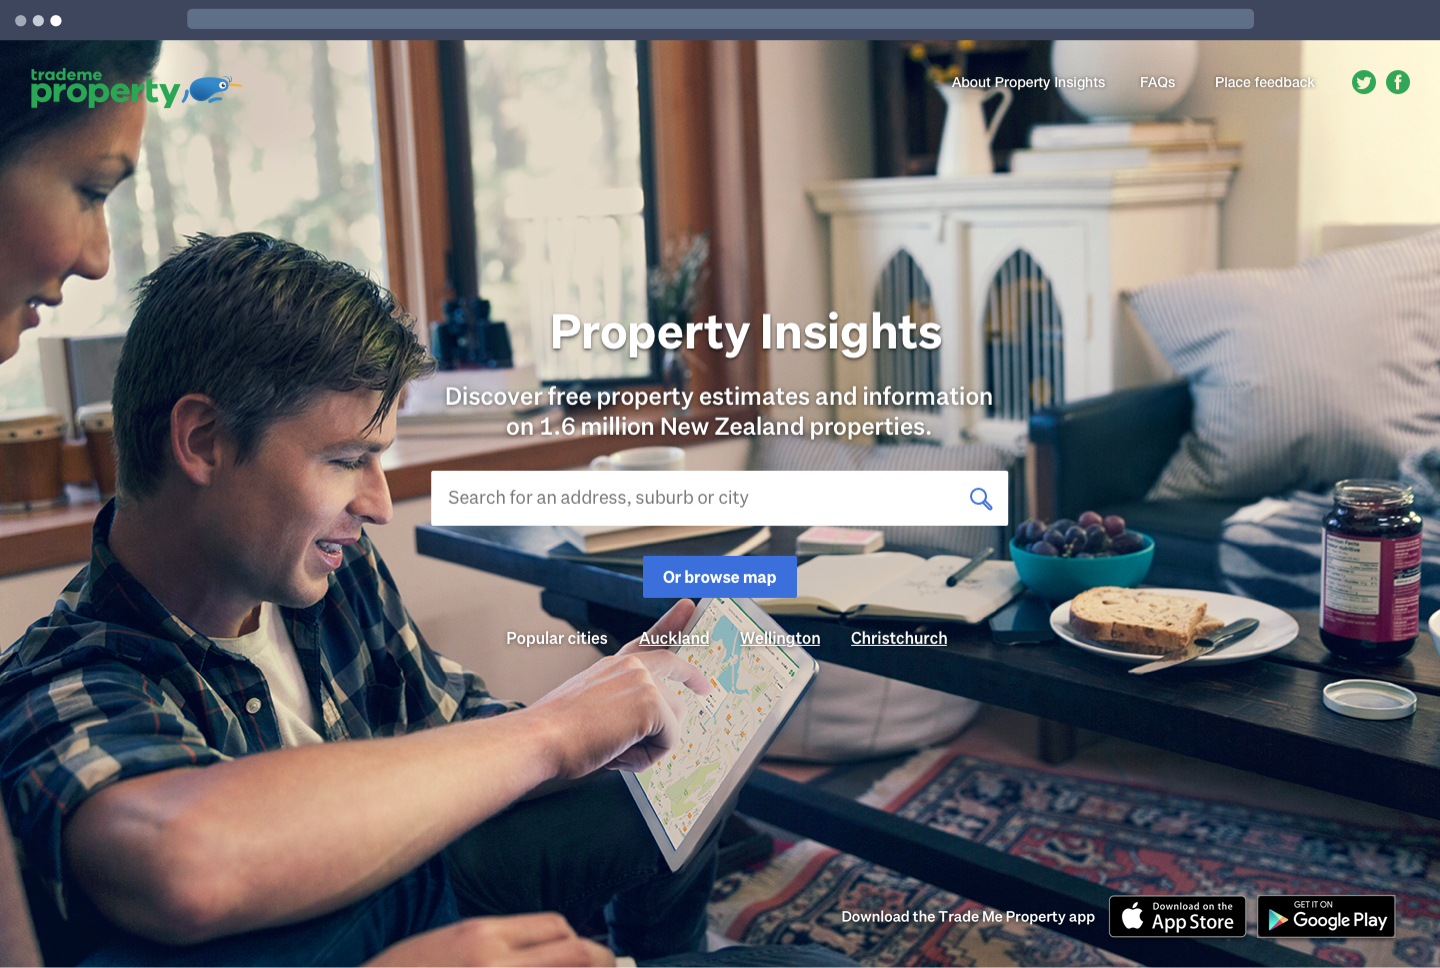 trademe
property
About Property Insights
FAQs
Place feedback
Property Insights
Discover free property estimates and information
on 1.6 million New Zealand properties.
Search for an address, suburb or city
Or browse map
Popular cities
Auckland
Wellington
Christchurch
Download the Trade Me Property app
Download on the
App Store
GET IT ON
Google Play